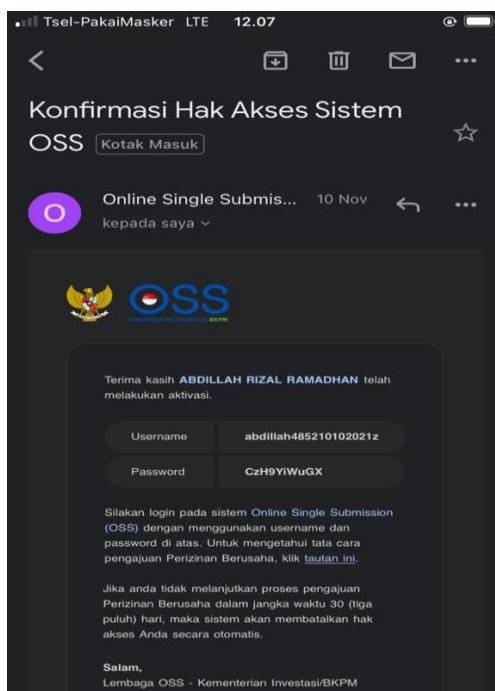 Tsel-PakaiMasker LTE 12.07
Konfirmasi Hak Akses Sistem
OSS Kotak Masuk
O
Online Single Submis... 10 Nov
kepada saya
OSS
KEMENTERIAN INVESTASI/BKPM
Terima kasih ABDILLAH RIZAL RAMADHAN telah
melakukan aktivasi.
Username abdillah485210102021z
Password CzH9YiWuGX
Silakan login pada sistem Online Single Submission
(OSS) dengan menggunakan username dan
password di atas. Untuk mengetahui tata cara
pengajuan Perizinan Berusaha, klik tautan ini.
Jika anda tidak melanjutkan proses pengajuan
Perizinan Berusaha dalam jangka waktu 30 (tiga
puluh) hari, maka sistem akan membatalkan hak
akses Anda secara otomatis.
Salam,
Lembaga OSS - Kementerian Investasi/BKPM